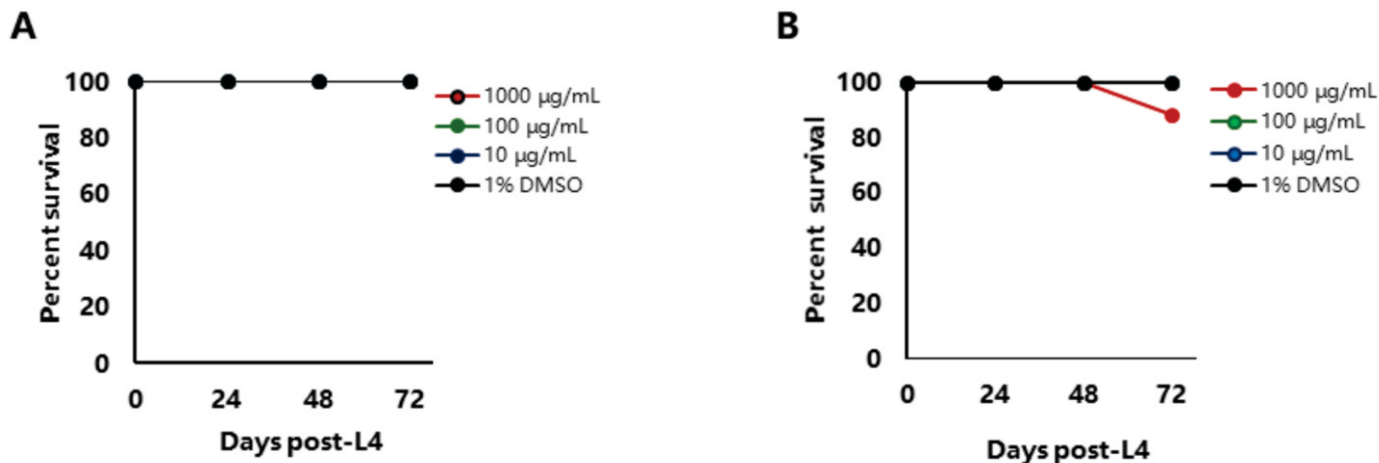 A
Percent survival
100
80
60
40
20
0
0 24 48 72
Days post-L4
1000 µg/mL
100 µg/mL
10 µg/mL
1% DMSO
B
Percent survival
100
80
60
40
20
0
0 24 48 72
Days post-L4
1000 µg/mL
100 µg/mL
10 µg/mL
1% DMSO